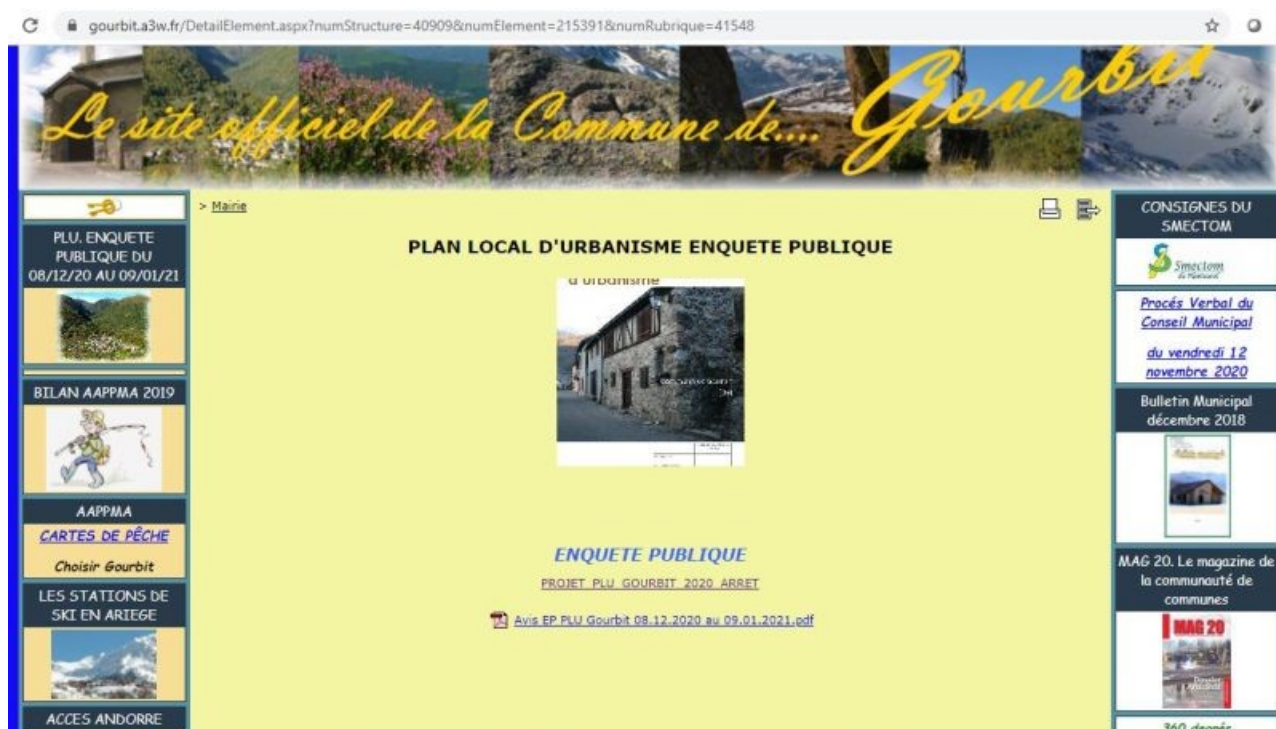 gourbit.a3w.fr/DetailElement.aspx?numStructure=40909&numElement=215391&numRubrique=41548
Le site officiel de la Commune de.... Gourbit
PLU. ENQUETE
PUBLIQUE DU
08/12/20 AU 09/01/21
BILAN AAPPMA 2019
AAPPMA
CARTES DE PÊCHE
Choisir Gourbit
LES STATIONS DE
SKI EN ARIEGE
ACCES ANDORRE
> Mairie
PLAN LOCAL D'URBANISME ENQUETE PUBLIQUE
d'urbanisme
ENQUETE PUBLIQUE
PROJET PLU GOURBIT 2020 ARRET
Avis EP PLU Gourbit 08.12.2020 au 09.01.2021.pdf
CONSIGNES DU
SMECTOM
Smectom
Procés Verbal du
Conseil Municipal
du vendredi 12
novembre 2020
Bulletin Municipal
décembre 2018
MAG 20. Le magazine de
la communauté de
communes
MAG 20
360 degrés